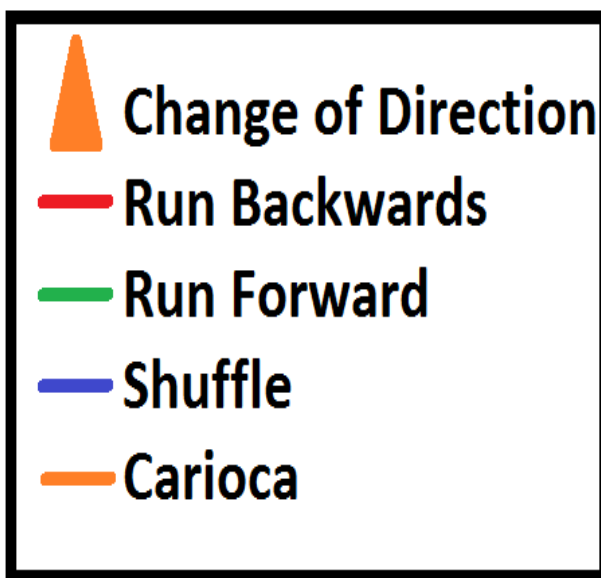 Change of Direction
Run Backwards
Run Forward
Shuffle
Carioca